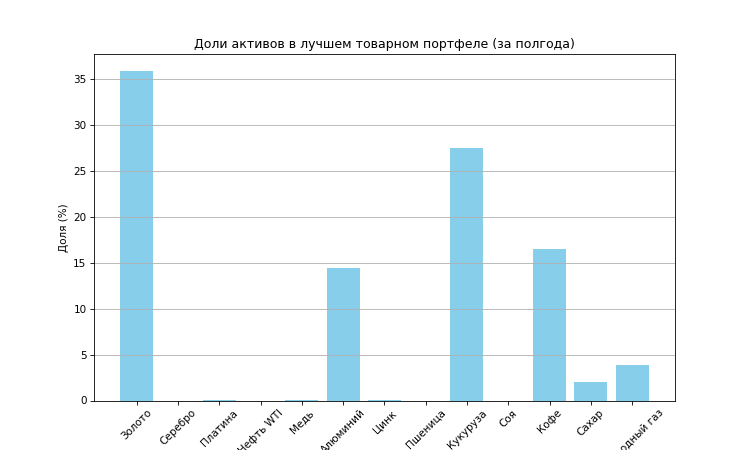 Доли активов в лучшем товарном портфеле (за полгода)
Доля (%)
35
30
25
20
15
10
5
0
Золото
Серебро
Платина
Нефть WTI
Медь
Алюминий
Цинк
Пшеница
Кукуруза
Соя
Кофе
Сахар
газ